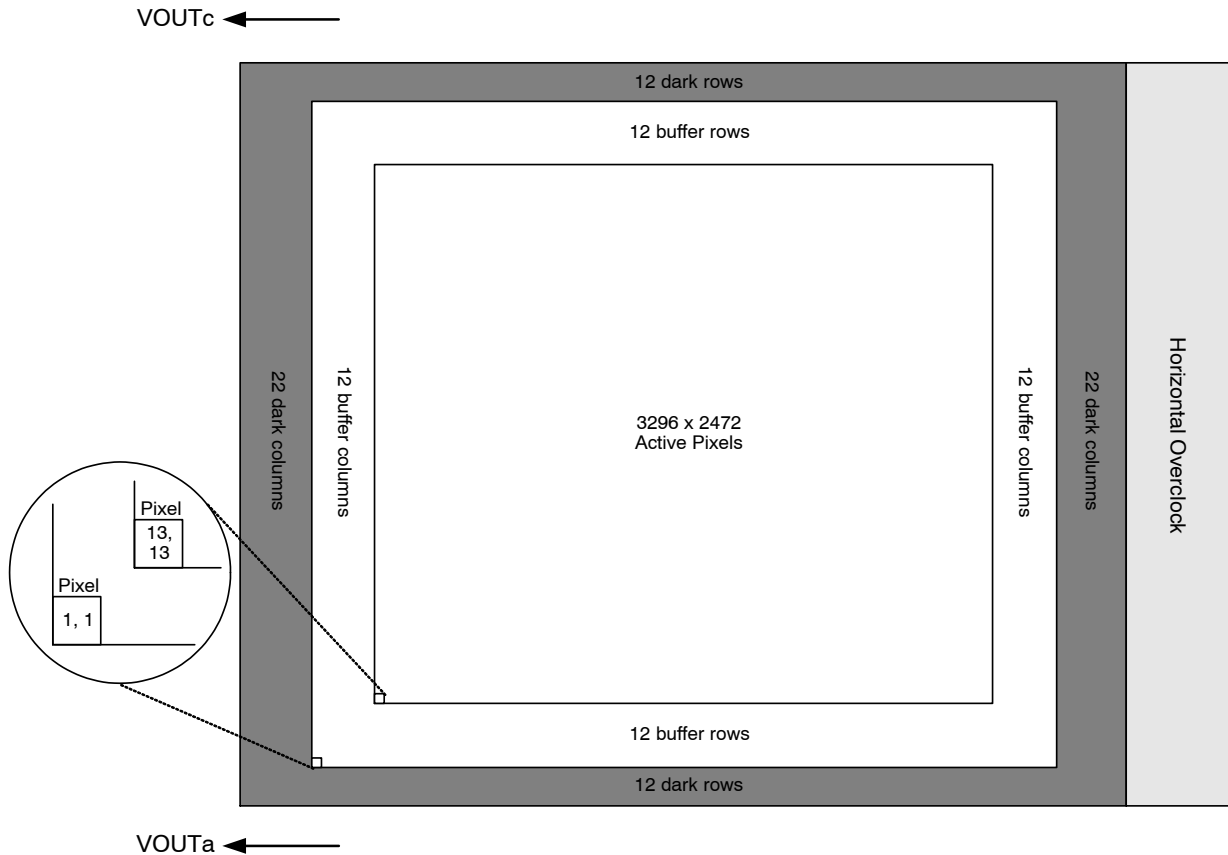 VOUTc
12 dark rows
12 buffer rows
22 dark columns
12 buffer columns
3296 x 2472
Active Pixels
12 buffer columns
22 dark columns
Horizontal Overclock
Pixel
13,
13
Pixel
1, 1
12 buffer rows
12 dark rows
VOUTa